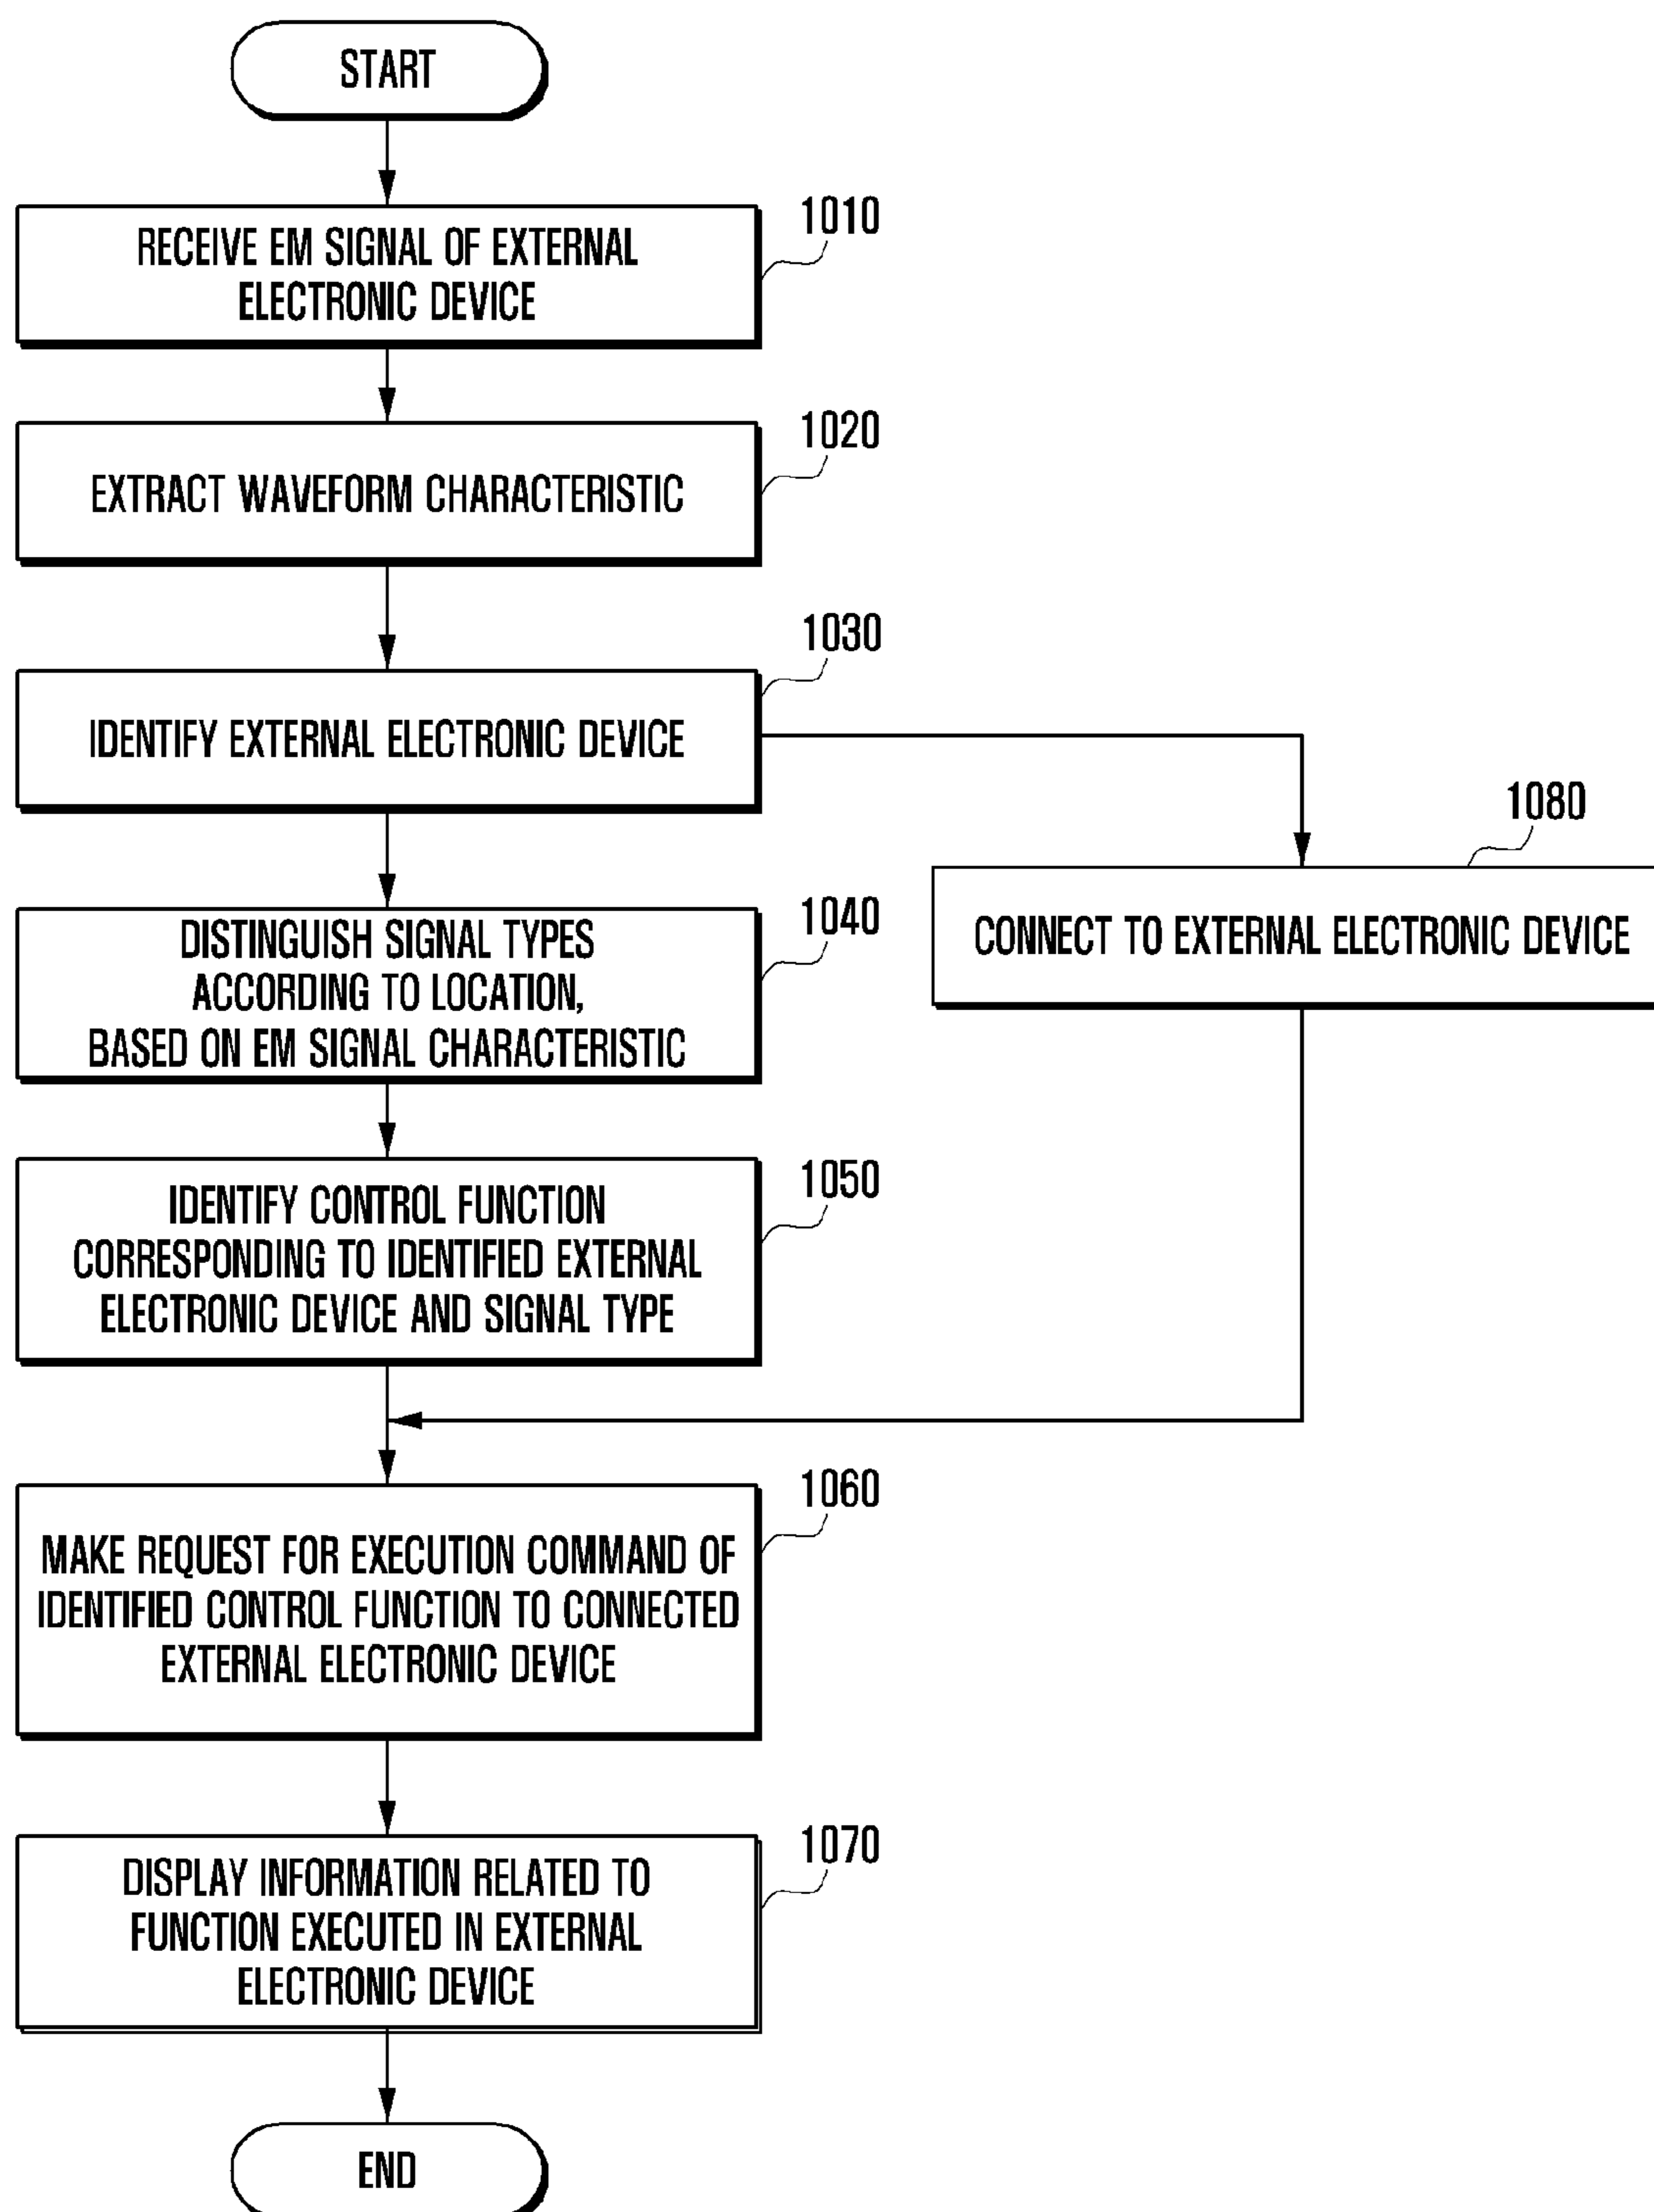 START
1010
RECEIVE EM SIGNAL OF EXTERNAL
ELECTRONIC DEVICE
1020
EXTRACT WAVEFORM CHARACTERISTIC
1030
IDENTIFY EXTERNAL ELECTRONIC DEVICE
1080
CONNECT TO EXTERNAL ELECTRONIC DEVICE
1040
DISTINGUISH SIGNAL TYPES
ACCORDING TO LOCATION,
BASED ON EM SIGNAL CHARACTERISTIC
1050
IDENTIFY CONTROL FUNCTION
CORRESPONDING TO IDENTIFIED EXTERNAL
ELECTRONIC DEVICE AND SIGNAL TYPE
1060
MAKE REQUEST FOR EXECUTION COMMAND OF
IDENTIFIED CONTROL FUNCTION TO CONNECTED
EXTERNAL ELECTRONIC DEVICE
1070
DISPLAY INFORMATION RELATED TO
FUNCTION EXECUTED IN EXTERNAL
ELECTRONIC DEVICE
END